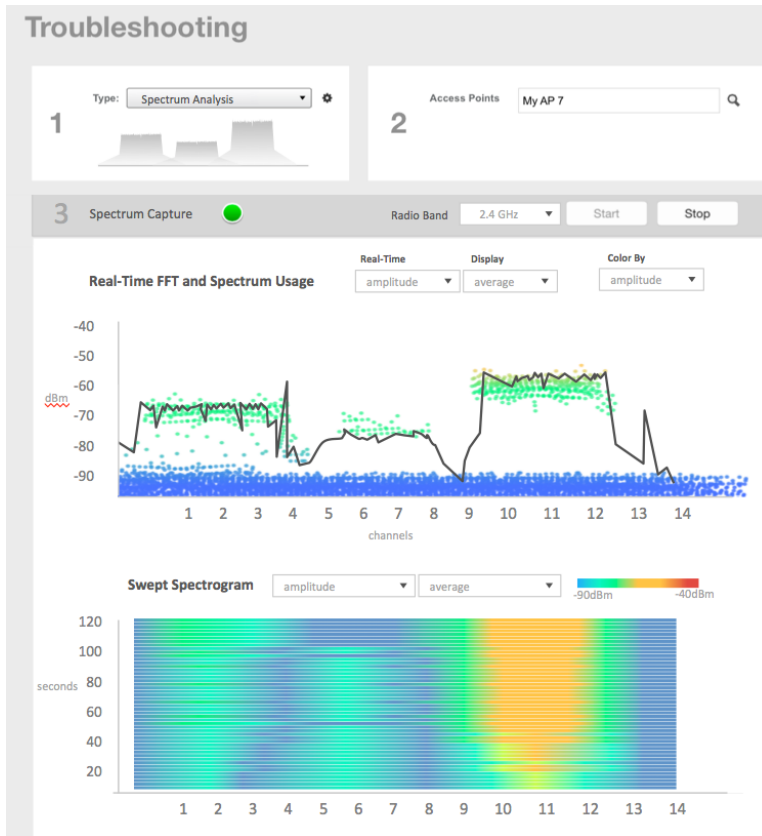 Troubleshooting
1
Type:
Spectrum Analysis
2
Access Points
My AP 7
3
Spectrum Capture
Radio Band
2.4 GHz
Start
Stop
Real-Time FFT and Spectrum Usage
Real-Time
amplitude
Display
average
Color By
amplitude
-40
-50
-60
dBm
-70
-80
-90
1 2 3 4 5 6 7 8 9 10 11 12 13 14
channels
Swept Spectrogram
amplitude
average
-90dBm
-40dBm
120
100
80
seconds
60
40
20
1 2 3 4 5 6 7 8 9 10 11 12 13 14